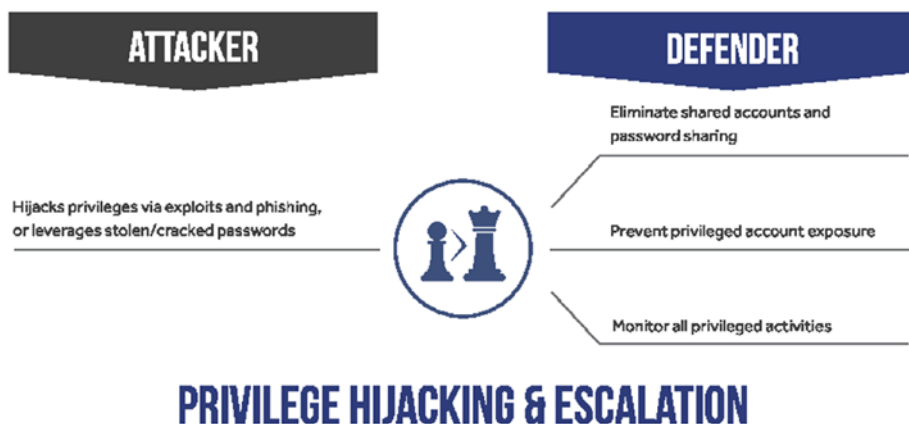 ATTACKER
Hijacks privileges via exploits and phishing,
or leverages stolen/cracked passwords
DEFENDER
Eliminate shared accounts and
password sharing
Prevent privileged account exposure
Monitor all privileged activities
PRIVILEGE HIJACKING & ESCALATION